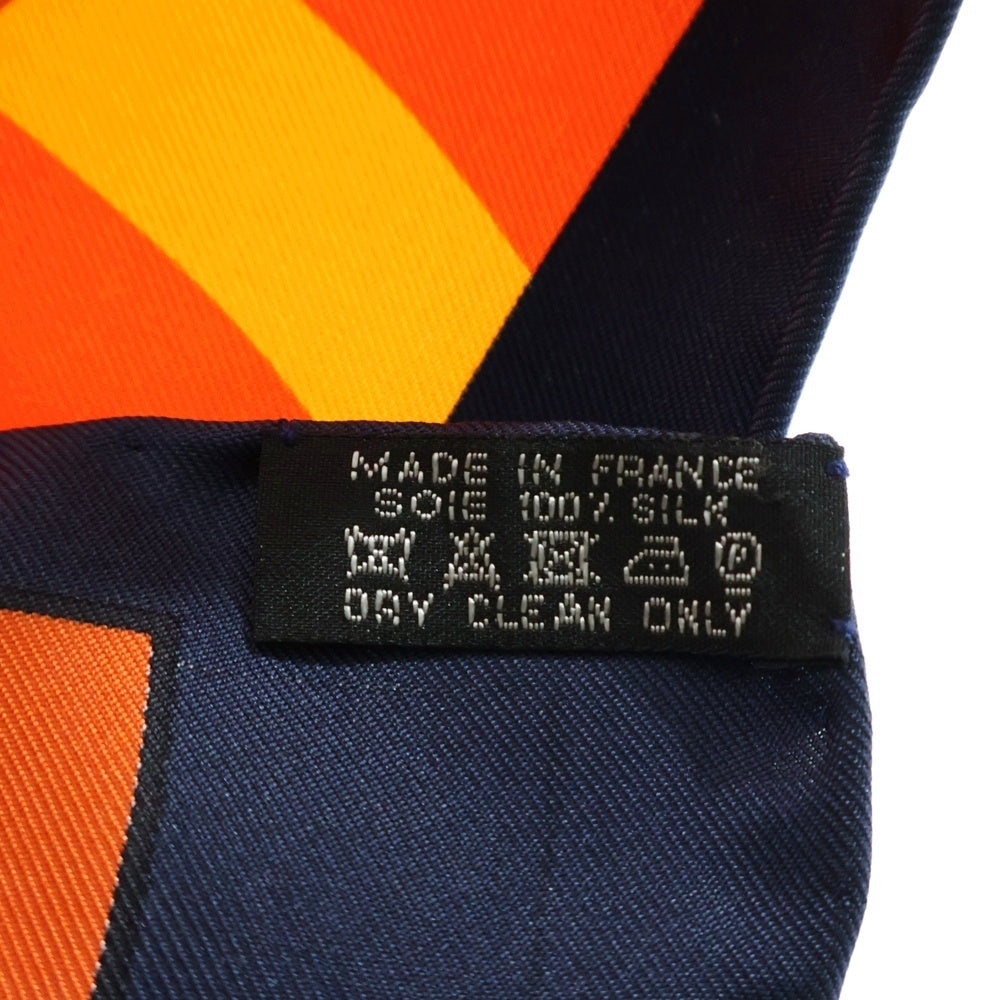 MADE IN FRANCE
SOIE 100% SILK
P
DRY CLEAN ONLY